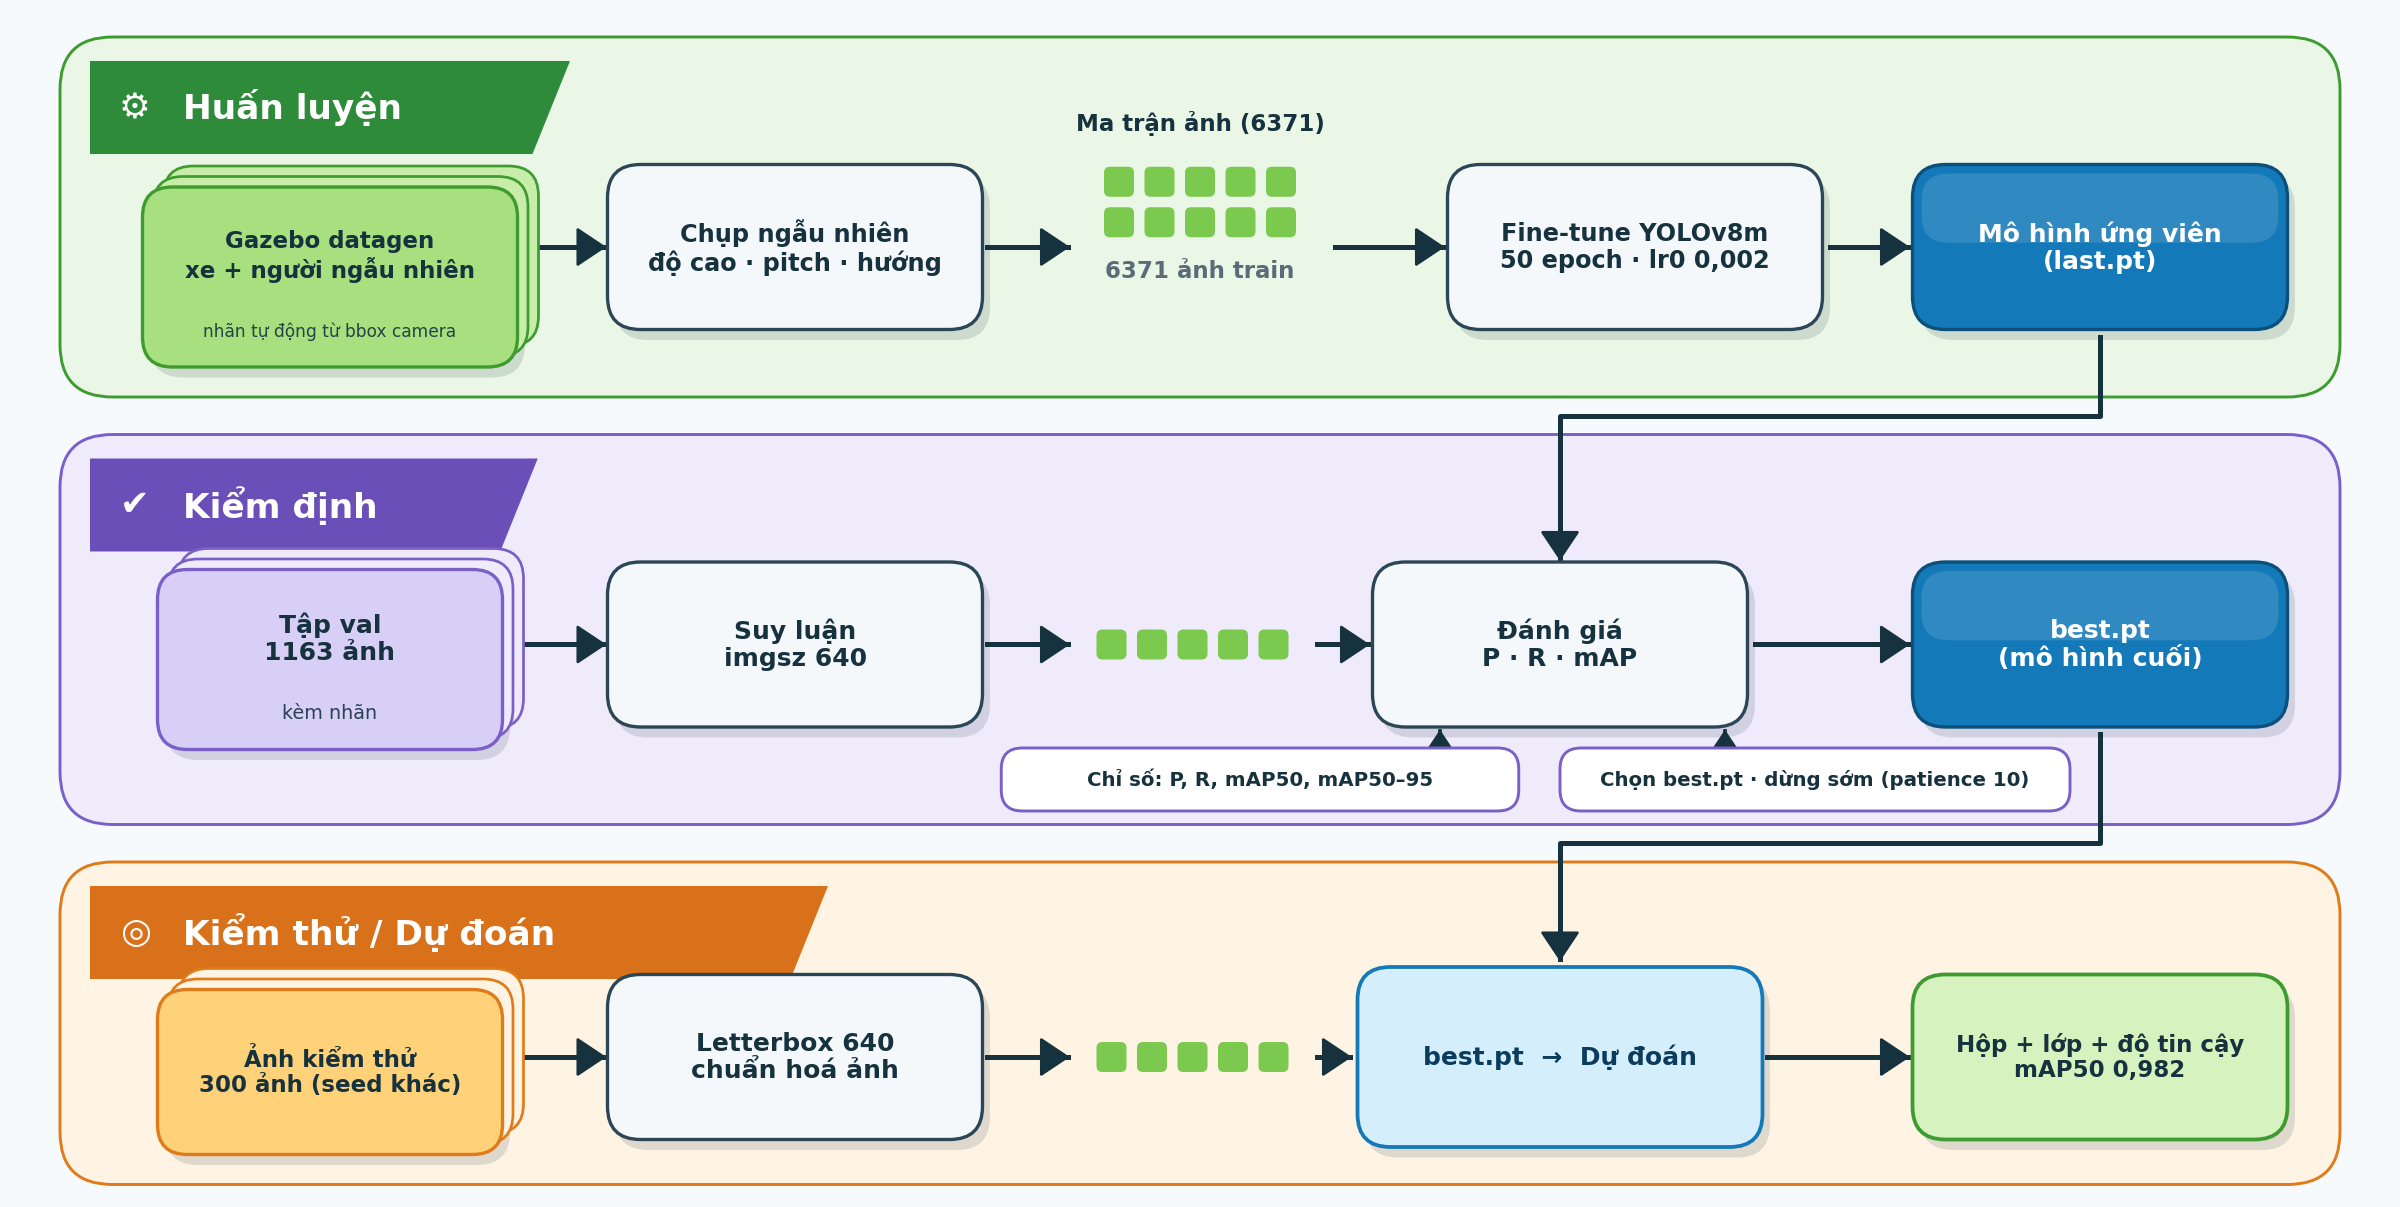 ⚙ Huấn luyện
Ma trận ảnh (6371)
Gazebo datagen
xe + người ngẫu nhiên
nhãn tự động từ bbox camera
Chụp ngẫu nhiên
độ cao · pitch · hướng
6371 ảnh train
Fine-tune YOLOv8m
50 epoch · lr0 0,002
Mô hình ứng viên
(last.pt)
✔ Kiểm định
Tập val
1163 ảnh
kèm nhãn
Suy luận
imgsz 640
Đánh giá
P · R · mAP
best.pt
(mô hình cuối)
Chỉ số: P, R, mAP50, mAP50–95
Chọn best.pt · dừng sớm (patience 10)
◎ Kiểm thử / Dự đoán
Ảnh kiểm thử
300 ảnh (seed khác)
Letterbox 640
chuẩn hoá ảnh
best.pt → Dự đoán
Hộp + lớp + độ tin cậy
mAP50 0,982